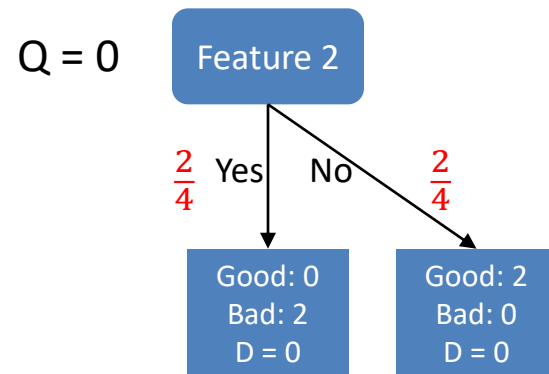 Q = 0
Feature 2
2/4 Yes No 2/4
Good: 0
Bad: 2
D = 0
Good: 2
Bad: 0
D = 0